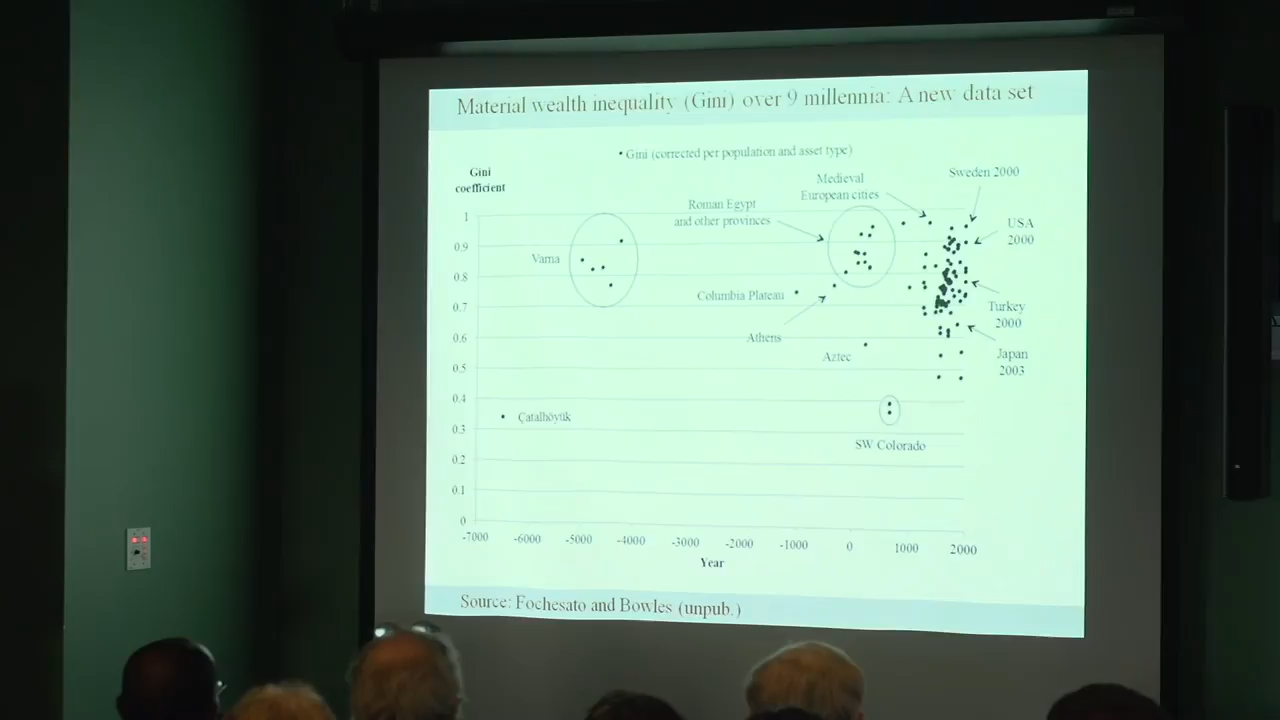 Material wealth inequality (Gini) over 9 millennia: A new data set
• Gini (corrected per population and asset type)
Gini
coefficient
Medieval
European cities
Sweden 2000
Roman Egypt
and other provinces
USA
2000
Varna
Columbia Plateau
Athens
Turkey
2000
Aztec
Japan
2003
Çatalhöyük
SW Colorado
1
0.9
0.8
0.7
0.6
0.5
0.4
0.3
0.2
0.1
0
-7000 -6000 -5000 -4000 -3000 -2000 -1000 0 1000 2000
Year
Source: Fochesato and Bowles (unpub.)